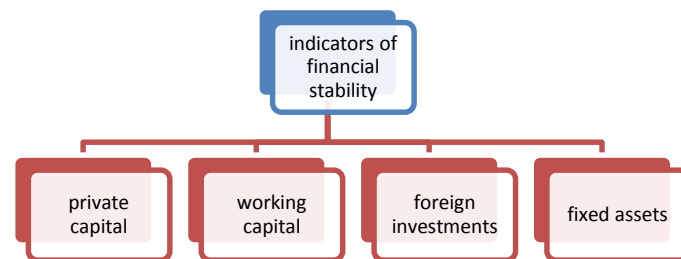 indicators of
financial
stability
private
capital
working
capital
foreign
investments
fixed assets